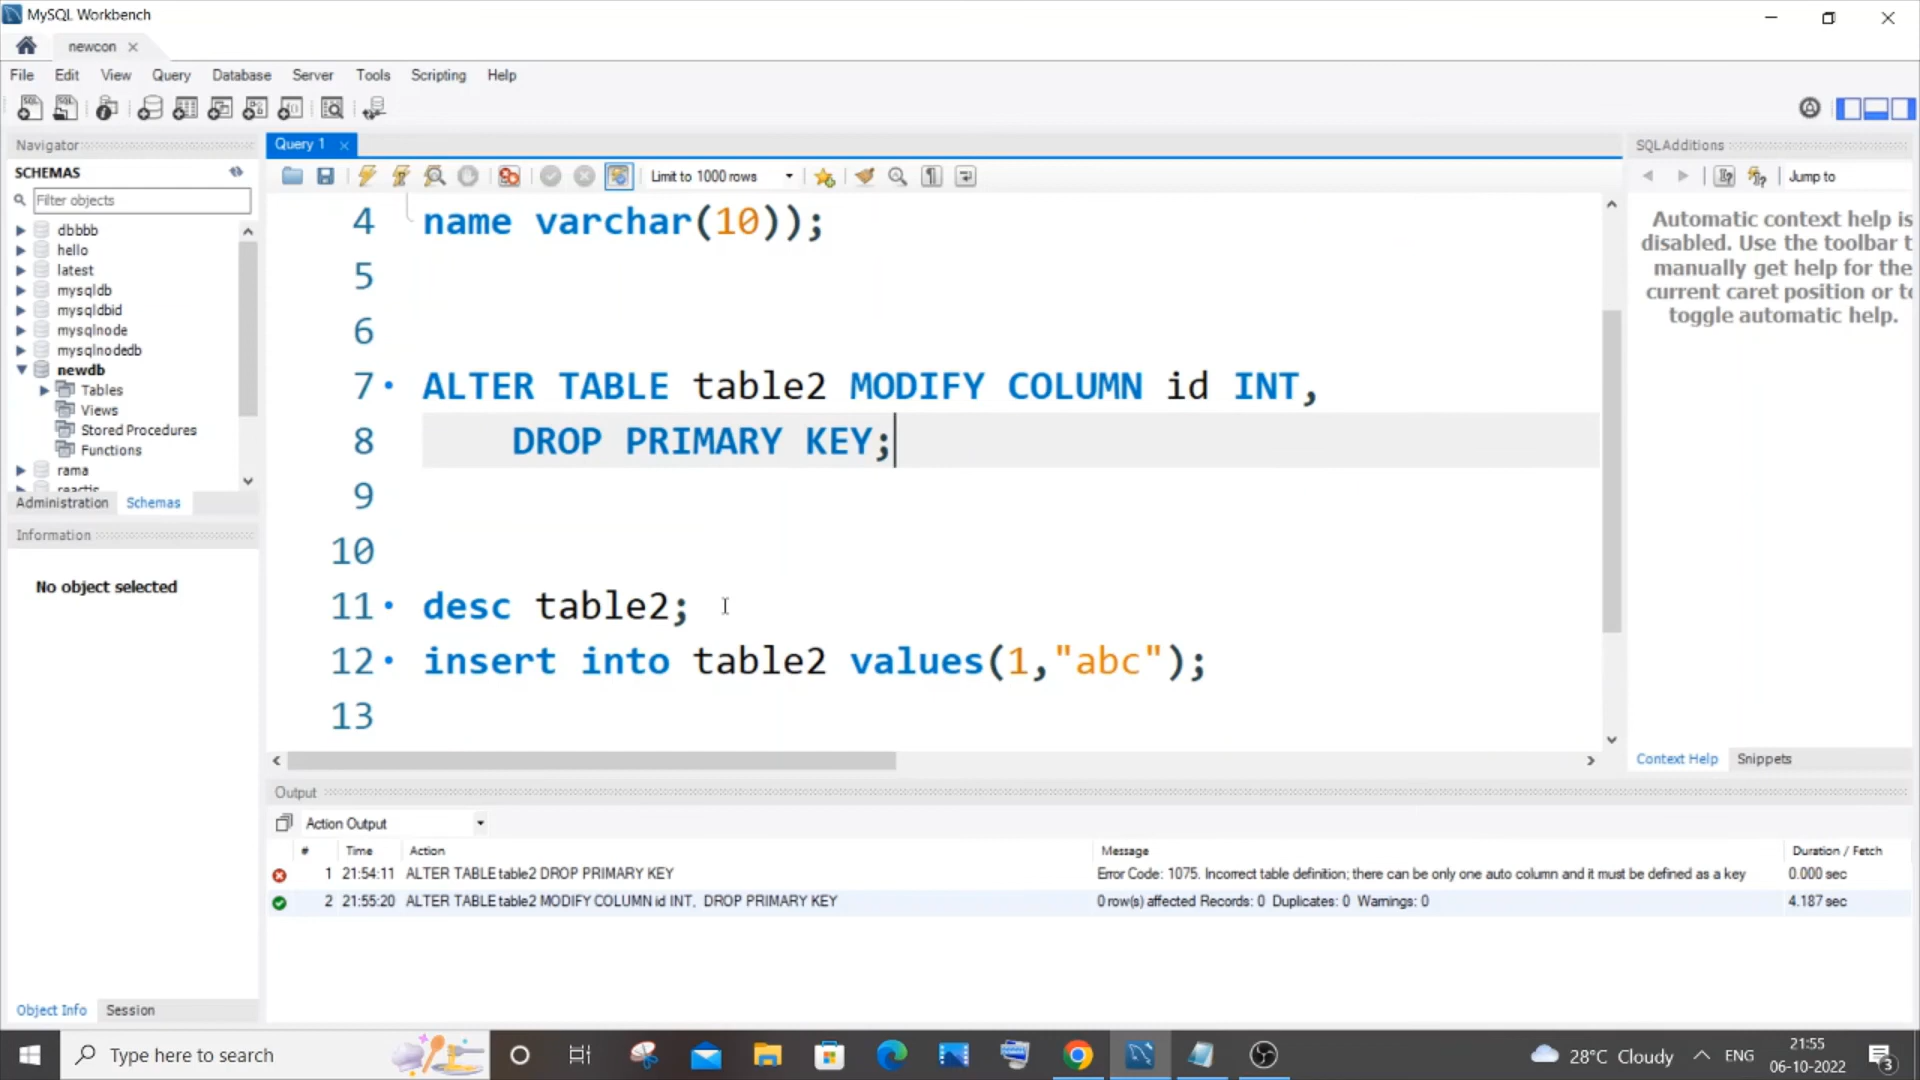 MySQL Workbench
newcon
File Edit View Query Database Server Tools Scripting Help
Navigator
SCHEMAS
Filter objects
dbbbb
hello
latest
mysqldb
mysqldbid
mysqlnode
mysqlnodedb
newdb
Tables
Views
Stored Procedures
Functions
rama
Administration Schemas
Information
No object selected
Object Info Session
Query 1
Limit to 1000 rows
4 name varchar(10));
5
6
7 ALTER TABLE table2 MODIFY COLUMN id INT,
8 DROP PRIMARY KEY;
9
10
11 desc table2;
12 insert into table2 values(1,"abc");
13
SQLAdditions
Jump to
Automatic context help is
disabled. Use the toolbar t
manually get help for the
current caret position or to
toggle automatic help.
Context Help Snippets
Output
Action Output
# Time Action Message Duration / Fetch
1 21:54:11 ALTER TABLE table2 DROP PRIMARY KEY Error Code: 1075. Incorrect table definition; there can be only one auto column and it must be defined as a key 0.000 sec
2 21:55:20 ALTER TABLE table2 MODIFY COLUMN id INT, DROP PRIMARY KEY 0 row(s) affected Records: 0 Duplicates: 0 Warnings: 0 4.187 sec
Type here to search
28°C Cloudy
ENG
21:55
06-10-2022
3